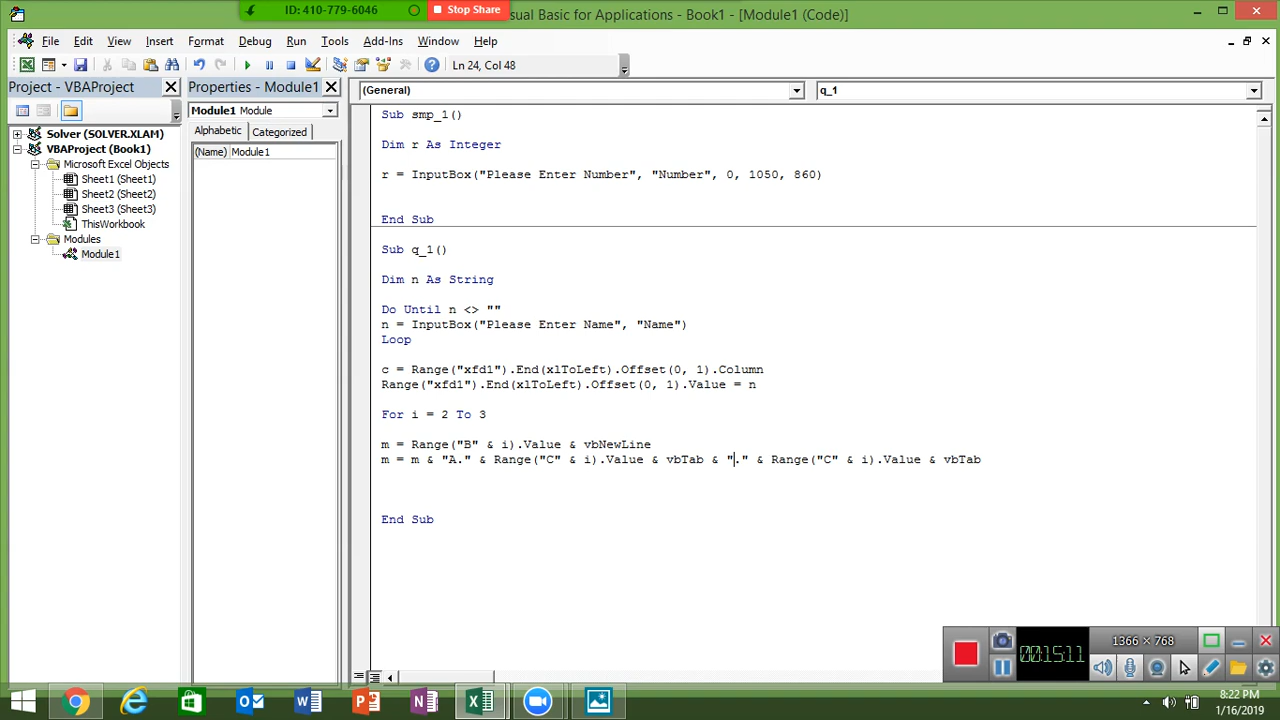 ID: 410-779-6046
Stop Share
sual Basic for Applications - Book1 - [Module1 (Code)]
File Edit View Insert Format Debug Run Tools Add-Ins Window Help
Ln 24, Col 48
Project - VBAProject
Properties - Module1
(General)
q_1
Module1 Module
Alphabetic Categorized
(Name) Module1
Solver (SOLVER.XLAM)
VBAProject (Book1)
Microsoft Excel Objects
Sheet1 (Sheet1)
Sheet2 (Sheet2)
Sheet3 (Sheet3)
ThisWorkbook
Modules
Module1
Sub smp_1()
Dim r As Integer
r = InputBox("Please Enter Number", "Number", 0, 1050, 860)
End Sub
Sub q_1()
Dim n As String
Do Until n <> ""
n = InputBox("Please Enter Name", "Name")
Loop
c = Range("xfd1").End(xlToLeft).Offset(0, 1).Column
Range("xfd1").End(xlToLeft).Offset(0, 1).Value = n
For i = 2 To 3
m = Range("B" & i).Value & vbNewLine
m = m & "A." & Range("C" & i).Value & vbTab & "." & Range("C" & i).Value & vbTab
End Sub
1366 × 768
00:15:11
8:22 PM
1/16/2019